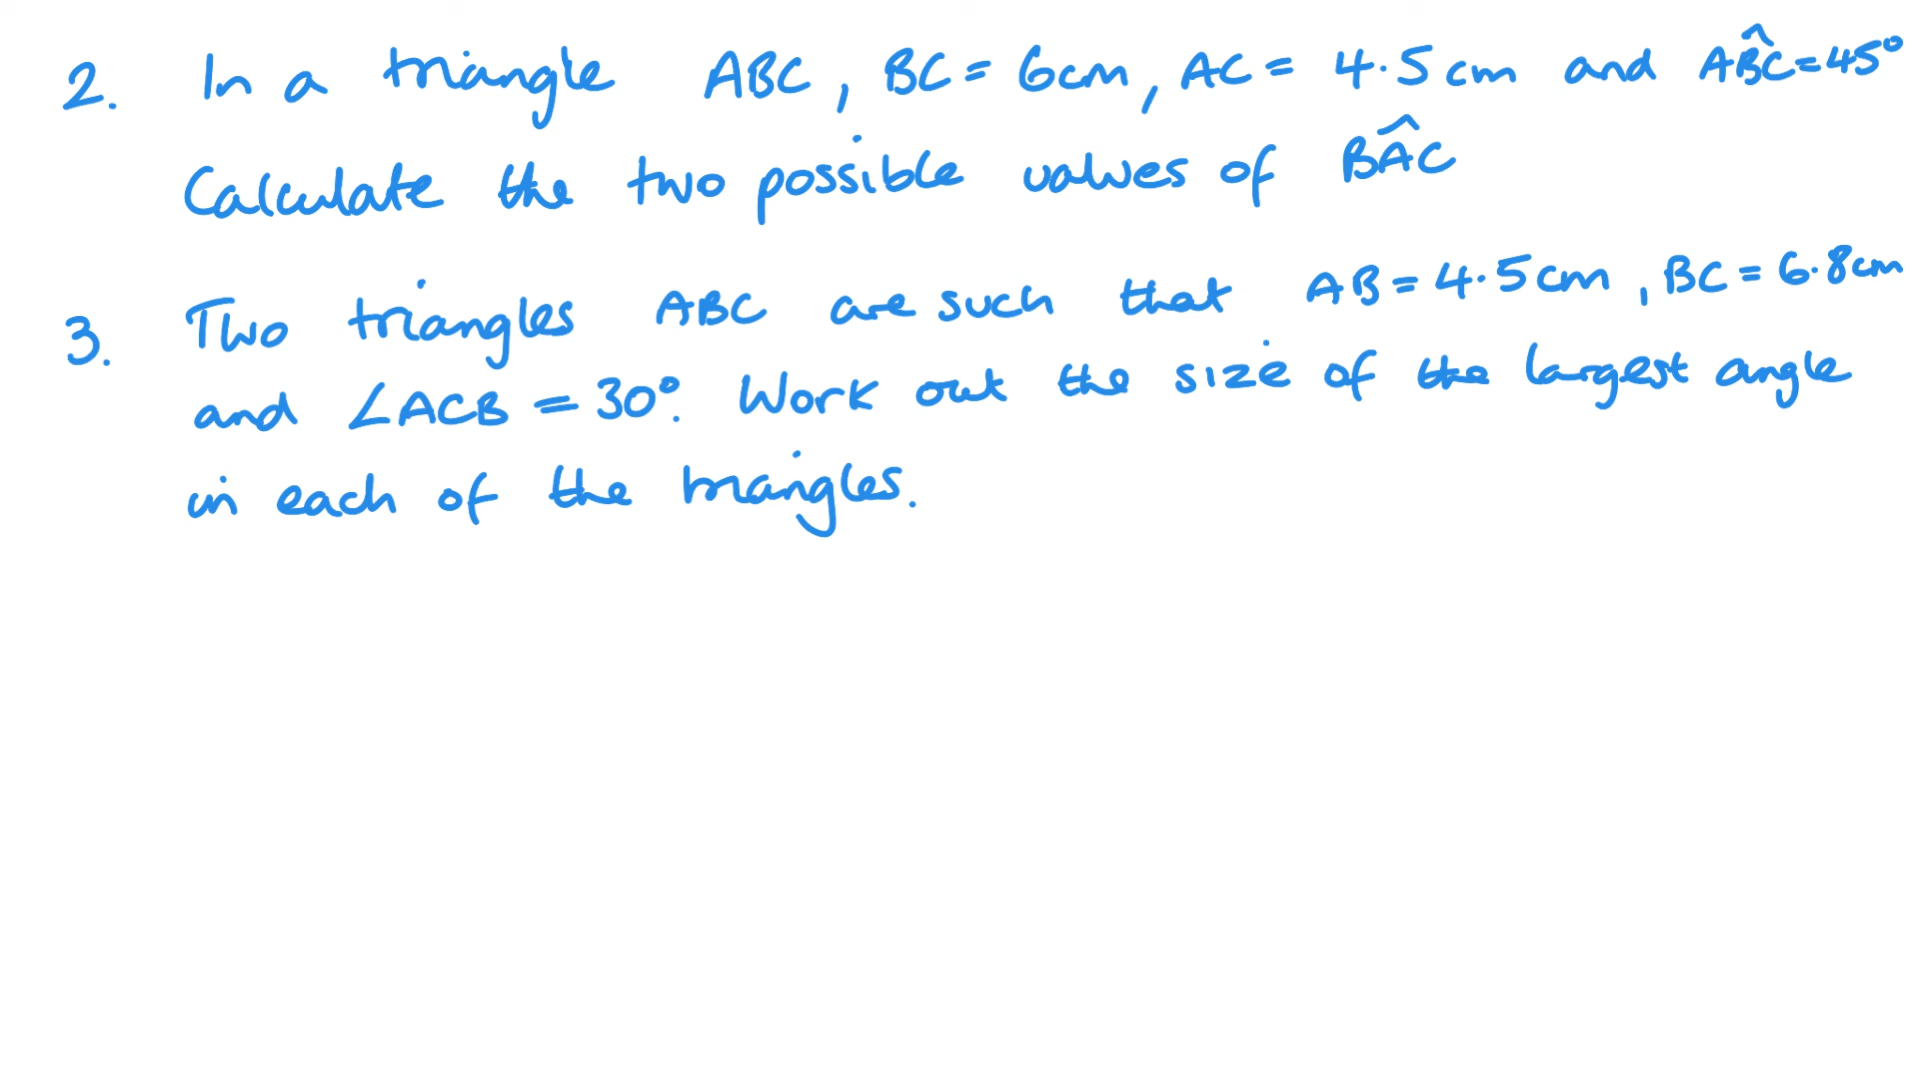 2. In a triangle ABC, BC = 6cm, AC = 4.5cm and AB̂C = 45°
Calculate the two possible values of BÂC
3. Two triangles ABC are such that AB = 4.5cm, BC = 6.8cm
and ∠ACB = 30°. Work out the size of the largest angle
in each of the triangles.